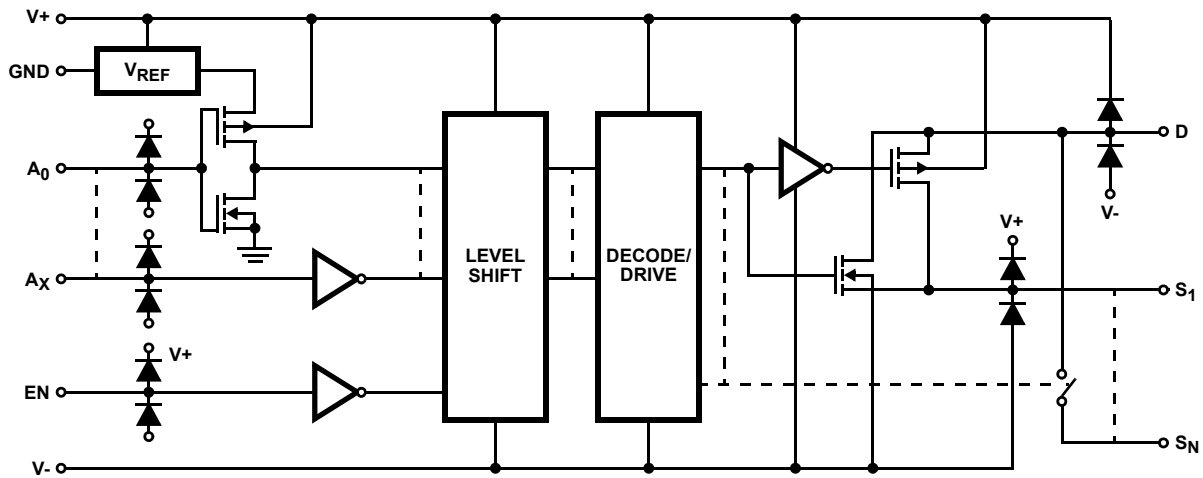 V+
GND
VREF
A0
AX
V+
EN
V-
LEVEL
SHIFT
DECODE/
DRIVE
D
V-
V+
S1
SN